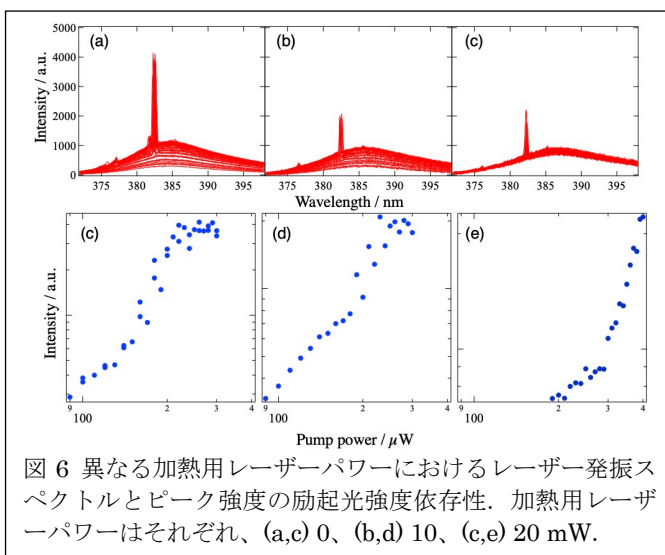 (a) (b) (c)
5000
4000
3000
2000
1000
0
Intensity / a.u.
375 380 385 390 395 375 380 385 390 395 375 380 385 390 395
Wavelength / nm
(c) (d) (e)
Intensity / a.u.
9 2 3 4 9 2 3 4 9 2 3 4
100 100 100
Pump power / μW
図 6 異なる加熱用レーザーパワーにおけるレーザー発振ス
ペクトルとピーク強度の励起光強度依存性．加熱用レーザ
ーパワーはそれぞれ、(a,c) 0、(b,d) 10、(c,e) 20 mW.